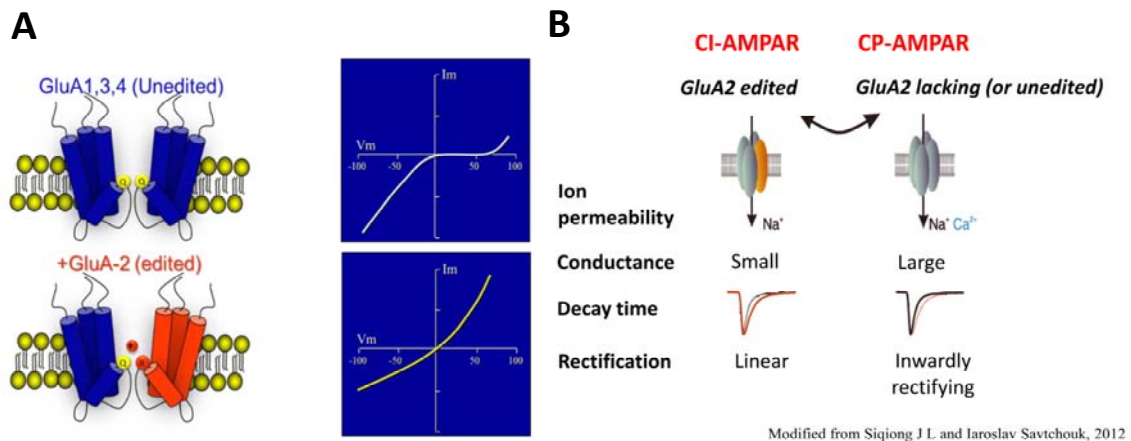 A
GluA1,3,4 (Unedited)
Q Q
+GluA-2 (edited)
Q + R
Im
Vm
-100 -50 0 50 100
Im
Vm
-100 -50 0 50 100
B
CI-AMPAR CP-AMPAR
GluA2 edited GluA2 lacking (or unedited)
Ion
permeability
Na⁺ Na⁺ Ca²⁺
Conductance Small Large
Decay time
Rectification Linear Inwardly
rectifying
Modified from Siqiong J L and Iaroslav Savtchouk, 2012